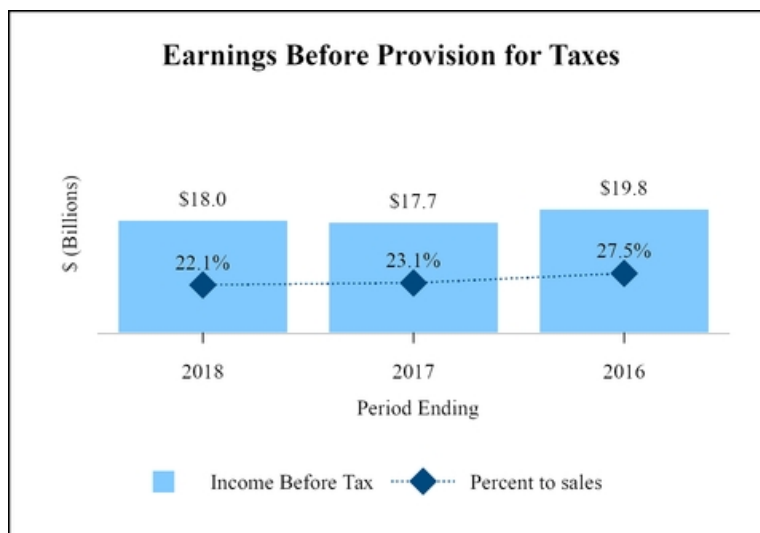 Earnings Before Provision for Taxes
$ (Billions)
$18.0 $17.7 $19.8
22.1% 23.1% 27.5%
2018 2017 2016
Period Ending
Income Before Tax Percent to sales